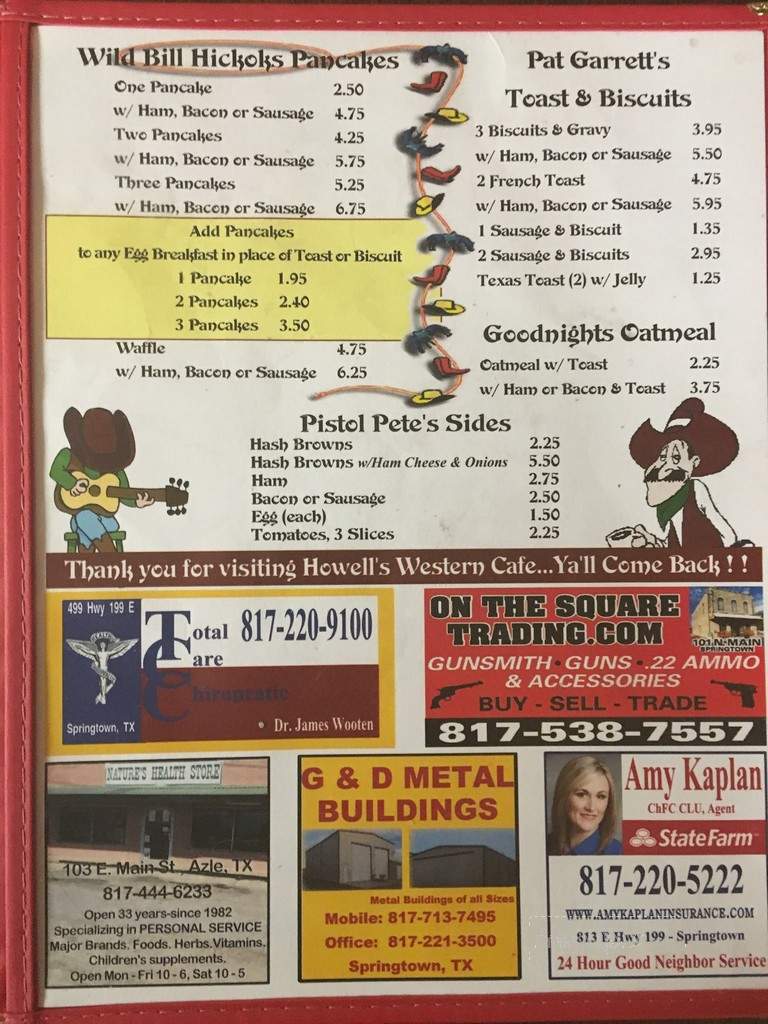 Wild Bill Hickoks Pancakes
One Pancake 2.50
w/ Ham, Bacon or Sausage 4.75
Two Pancakes 4.25
w/ Ham, Bacon or Sausage 5.75
Three Pancakes 5.25
w/ Ham, Bacon or Sausage 6.75
Add Pancakes
to any Egg Breakfast in place of Toast or Biscuit
1 Pancake 1.95
2 Pancakes 2.40
3 Pancakes 3.50
Waffle 4.75
w/ Ham, Bacon or Sausage 6.25
Pat Garrett's
Toast & Biscuits
3 Biscuits & Gravy 3.95
w/ Ham, Bacon or Sausage 5.50
2 French Toast 4.75
w/ Ham, Bacon or Sausage 5.95
1 Sausage & Biscuit 1.35
2 Sausage & Biscuits 2.95
Texas Toast (2) w/ Jelly 1.25
Goodnights Oatmeal
Oatmeal w/ Toast 2.25
w/ Ham or Bacon & Toast 3.75
Pistol Pete's Sides
Hash Browns 2.25
Hash Browns w/Ham Cheese & Onions 5.50
Ham 2.75
Bacon or Sausage 2.50
Egg (each) 1.50
Tomatoes, 3 Slices 2.25
Thank you for visiting Howell's Western Cafe...Ya'll Come Back ! !
499 Hwy 199 E
Springtown, TX
Total 817-220-9100
Care
Chiropratic
• Dr. James Wooten
ON THE SQUARE
TRADING.COM
101 N. MAIN
SPRINGTOWN
GUNSMITH • GUNS • .22 AMMO
& ACCESSORIES
BUY - SELL - TRADE
817-538-7557
NATURE'S HEALTH STORE
103 E. Main St., Azle, TX
817-444-6233
Open 33 years-since 1982
Specializing in PERSONAL SERVICE
Major Brands. Foods. Herbs.Vitamins.
Children's supplements.
Open Mon - Fri 10 - 6, Sat 10 - 5
G & D METAL
BUILDINGS
Metal Buildings of all Sizes
Mobile: 817-713-7495
Office: 817-221-3500
Springtown, TX
Amy Kaplan
ChFC CLU, Agent
State Farm
817-220-5222
WWW.AMYKAPLANINSURANCE.COM
813 E Hwy 199 - Springtown
24 Hour Good Neighbor Service